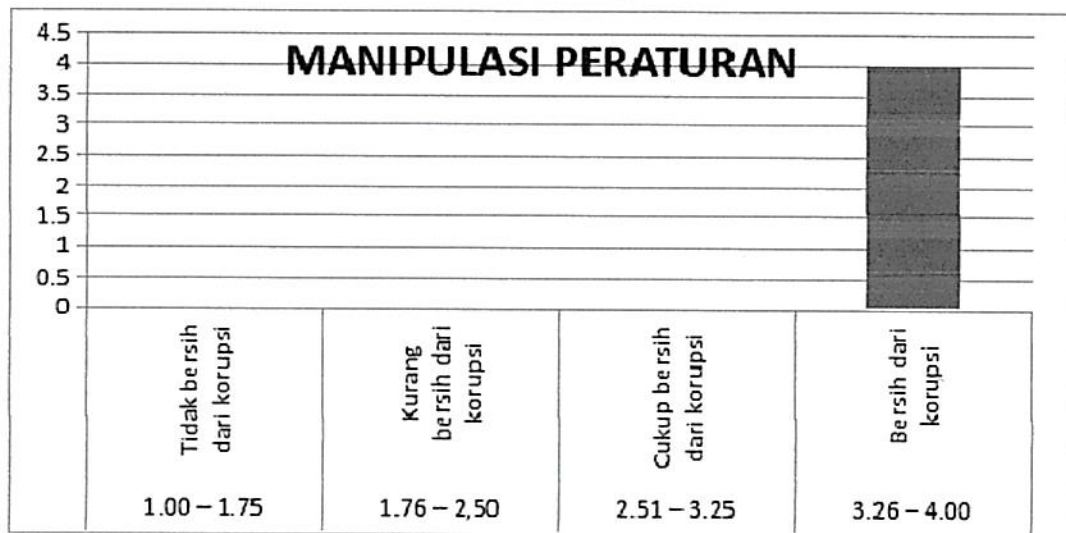 MANIPULASI PERATURAN
4.5
4
3.5
3
2.5
2
1.5
1
0.5
0
Tidak bersih
dari korupsi
Kurang
bersih dari
korupsi
Cukup bersih
dari korupsi
Bersih dari
korupsi
1.00 – 1.75
1.76 – 2,50
2.51 – 3.25
3.26 – 4.00